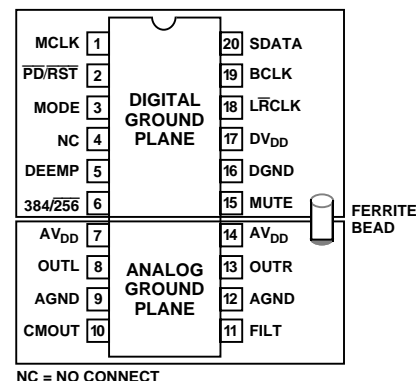 MCLK 1 20 SDATA
PD/RST 2 19 BCLK
MODE 3 DIGITAL GROUND PLANE 18 LRCLK
NC 4 17 DVDD
DEEMP 5 16 DGND
384/256 6 15 MUTE
FERRITE BEAD
AVDD 7 14 AVDD
OUTL 8 ANALOG GROUND PLANE 13 OUTR
AGND 9 12 AGND
CMOUT 10 11 FILT
NC = NO CONNECT